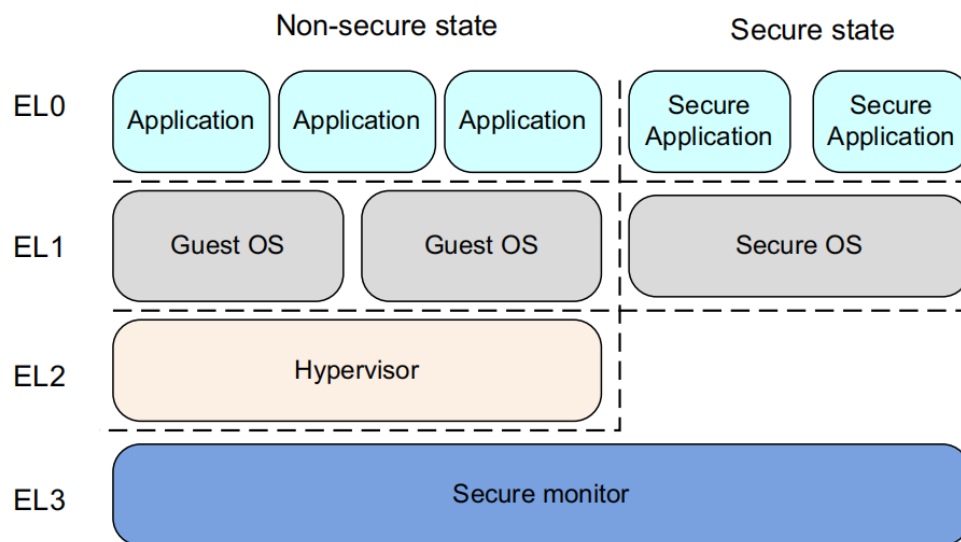 Non-secure state
Secure state
EL0
Application
Application
Application
Secure
Application
Secure
Application
EL1
Guest OS
Guest OS
Secure OS
EL2
Hypervisor
EL3
Secure monitor